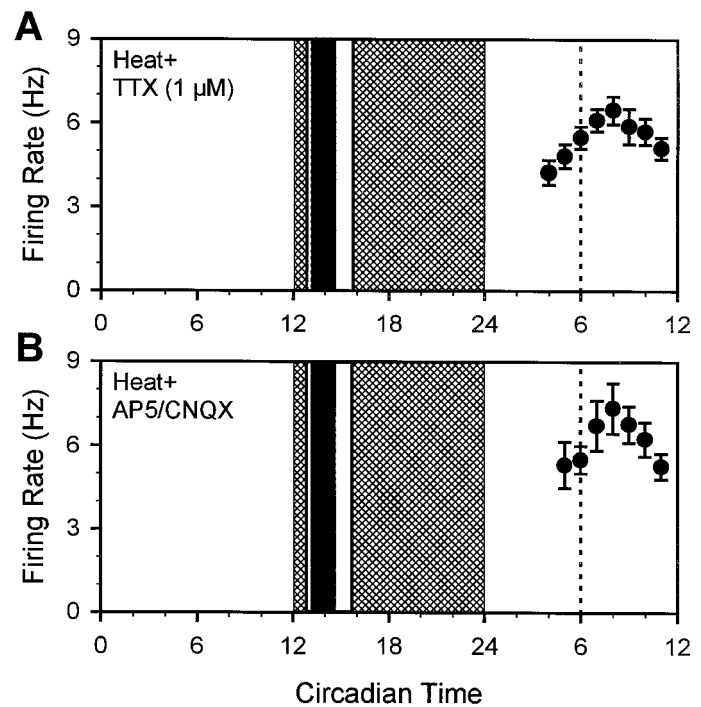 A
9
Heat+
TTX (1 µM)
6
3
0
Firing Rate (Hz)
0 6 12 18 24 6 12
B
9
Heat+
AP5/CNQX
6
3
0
Firing Rate (Hz)
0 6 12 18 24 6 12
Circadian Time